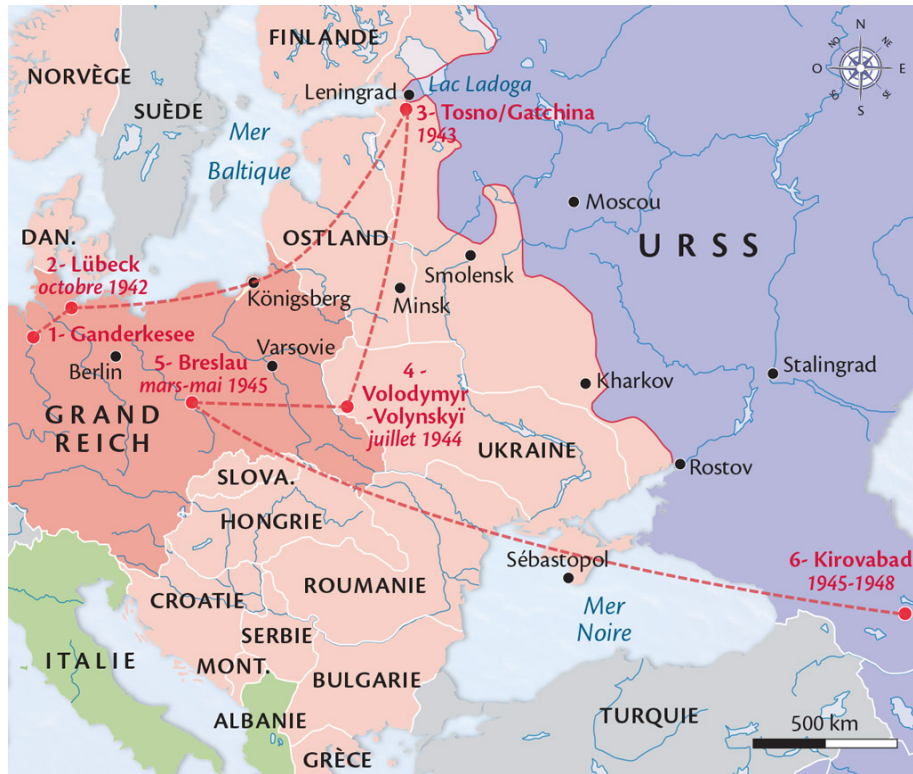 FINLANDE
NORVÈGE
SUÈDE
Leningrad
Lac Ladoga
3- Tosno/Gatchina
1943
Mer
Baltique
N
NE
E
SE
S
SO
O
NO
Moscou
URSS
DAN.
OSTLAND
Smolensk
2- Lübeck
octobre 1942
Königsberg
Minsk
1- Ganderkesee
Berlin
5- Breslau
mars-mai 1945
Varsovie
4 -
Volodymyr
-Volynskyï
juillet 1944
Kharkov
Stalingrad
GRAND
REICH
UKRAINE
Rostov
SLOVA.
HONGRIE
Sébastopol
6- Kirovabad
1945-1948
ROUMANIE
CROATIE
Mer
Noire
SERBIE
ITALIE
MONT.
BULGARIE
ALBANIE
TURQUIE
500 km
GRÈCE